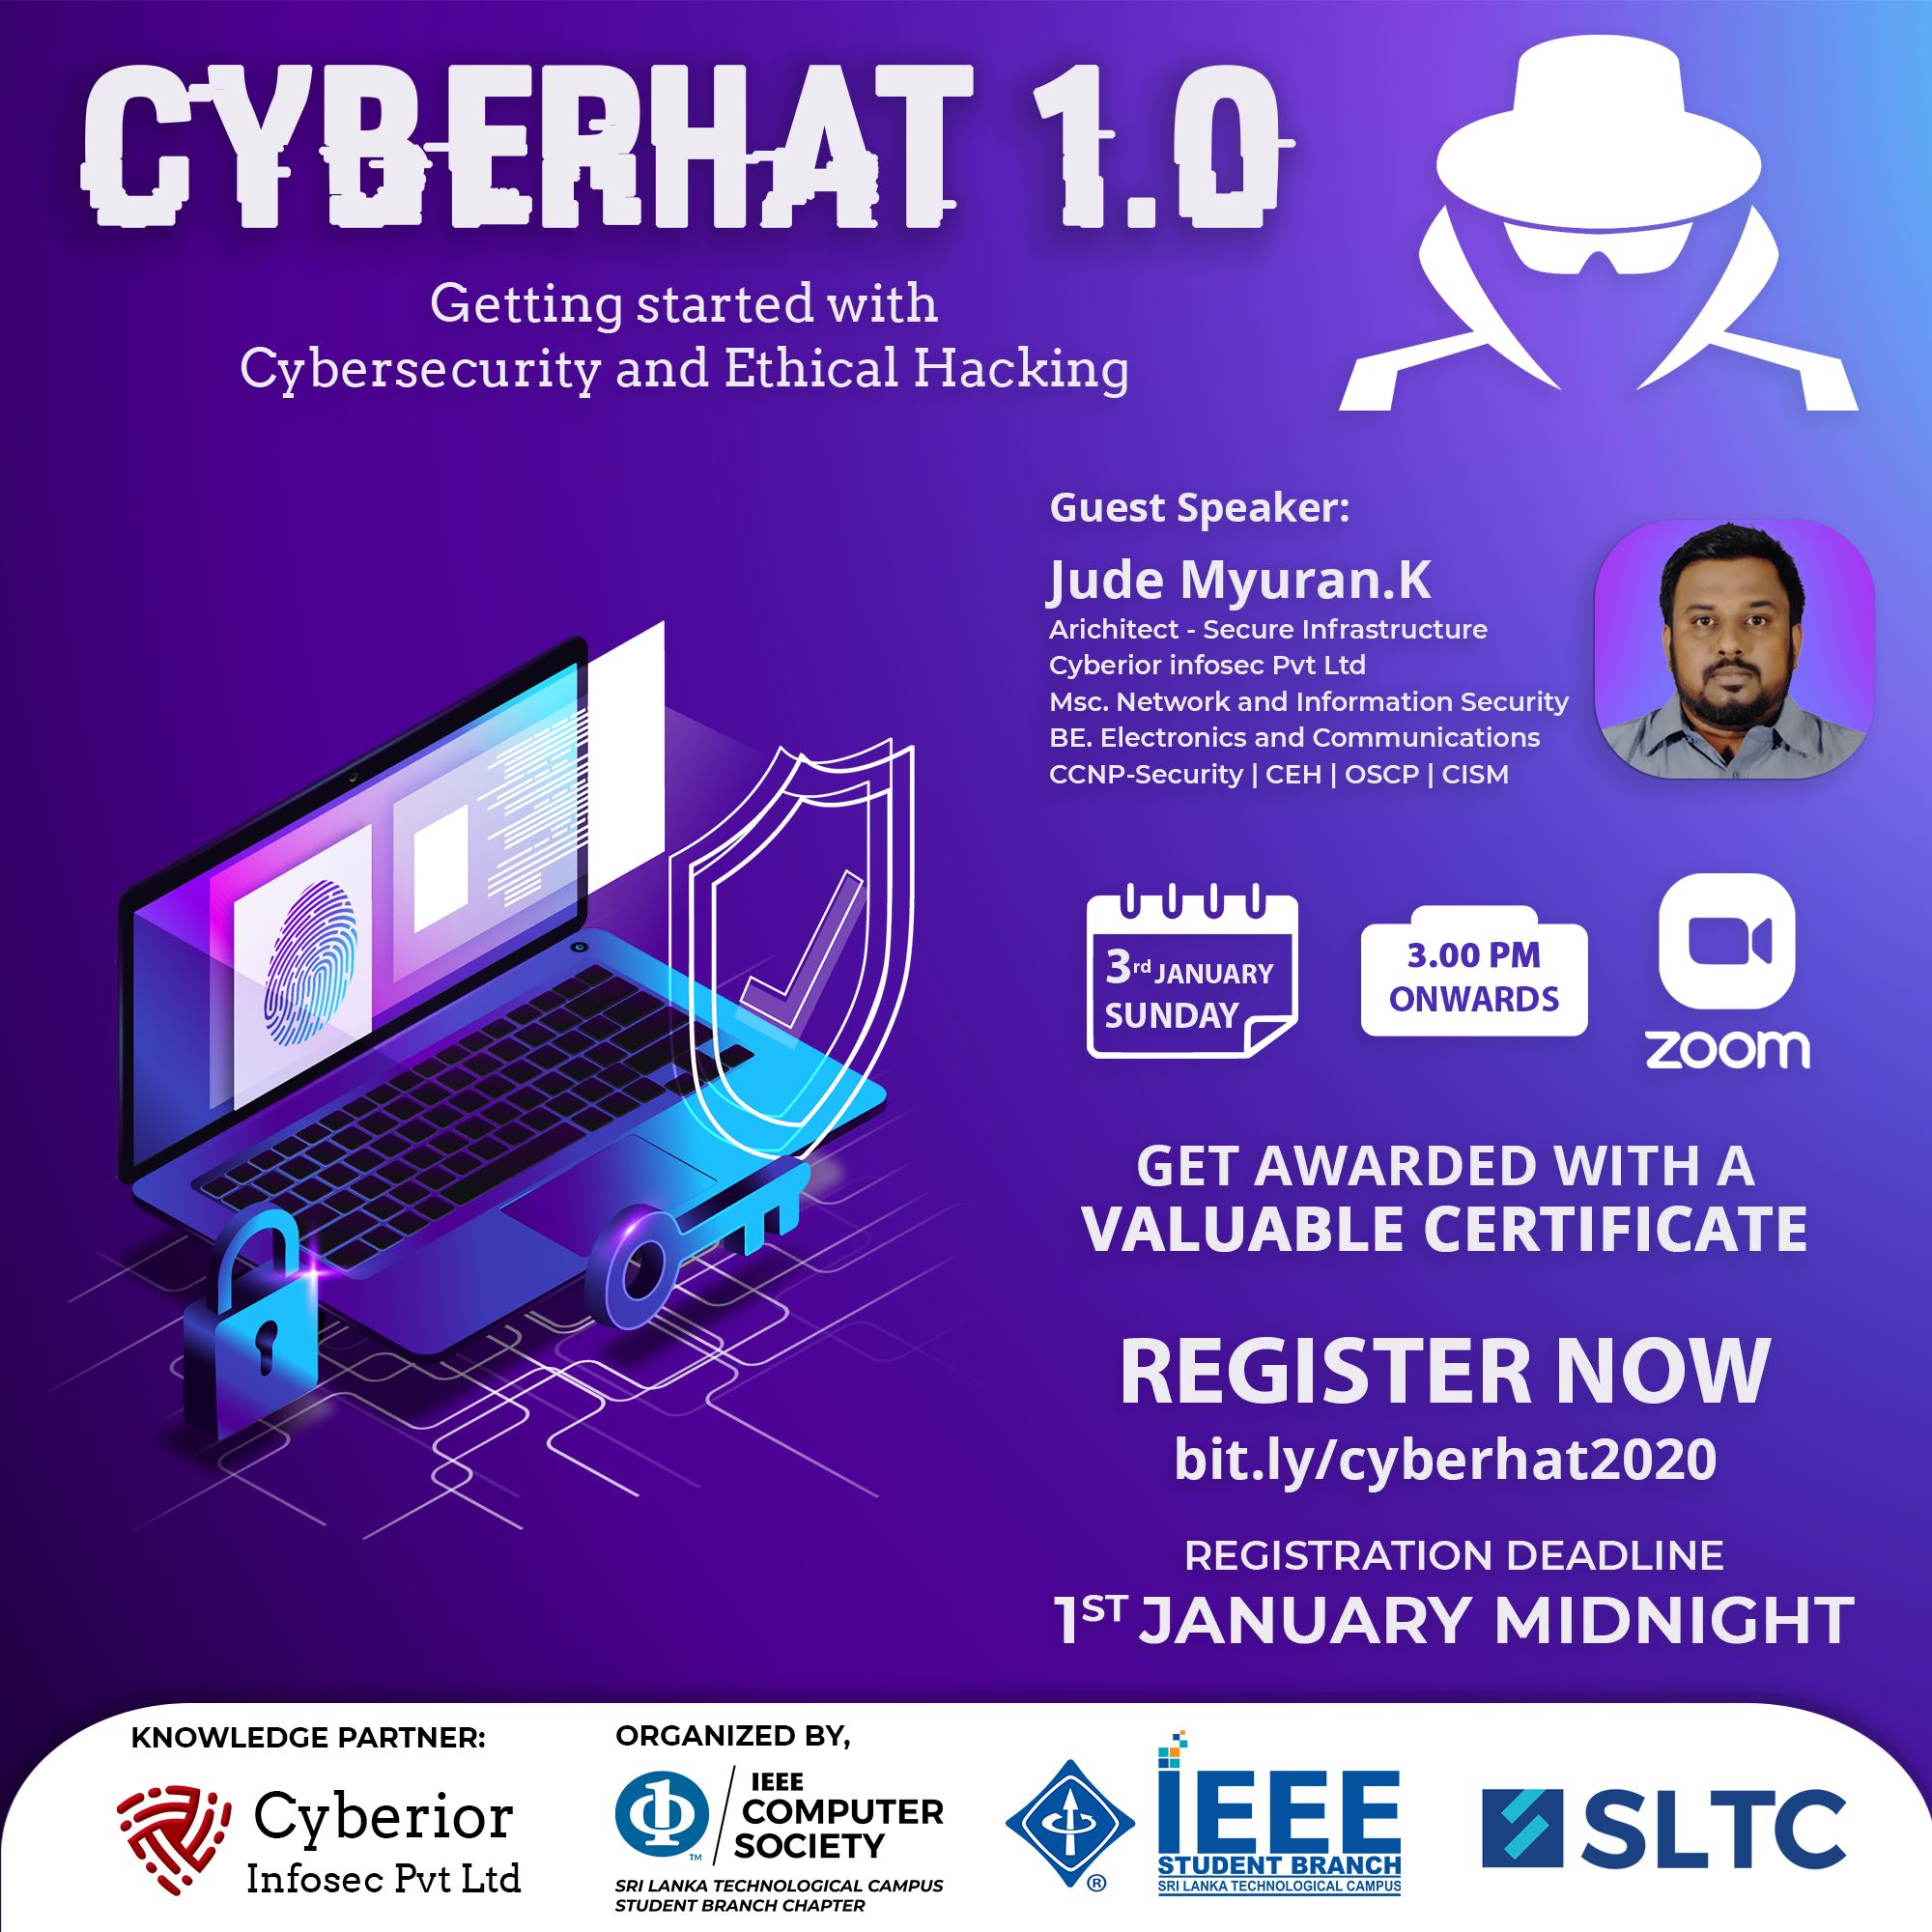 CYBERHAT 1.0
Getting started with
Cybersecurity and Ethical Hacking
Guest Speaker:
Jude Myuran.K
Arichitect - Secure Infrastructure
Cyberior infosec Pvt Ltd
Msc. Network and Information Security
BE. Electronics and Communications
CCNP-Security | CEH | OSCP | CISM
3rd JANUARY
SUNDAY
3.00 PM
ONWARDS
zoom
GET AWARDED WITH A
VALUABLE CERTIFICATE
REGISTER NOW
bit.ly/cyberhat2020
REGISTRATION DEADLINE
1ST JANUARY MIDNIGHT
KNOWLEDGE PARTNER:
Cyberior
Infosec Pvt Ltd
ORGANIZED BY,
IEEE
COMPUTER
SOCIETY
TM
SRI LANKA TECHNOLOGICAL CAMPUS
STUDENT BRANCH CHAPTER
®
IEEE
STUDENT BRANCH
SRI LANKA TECHNOLOGICAL CAMPUS
SLTC